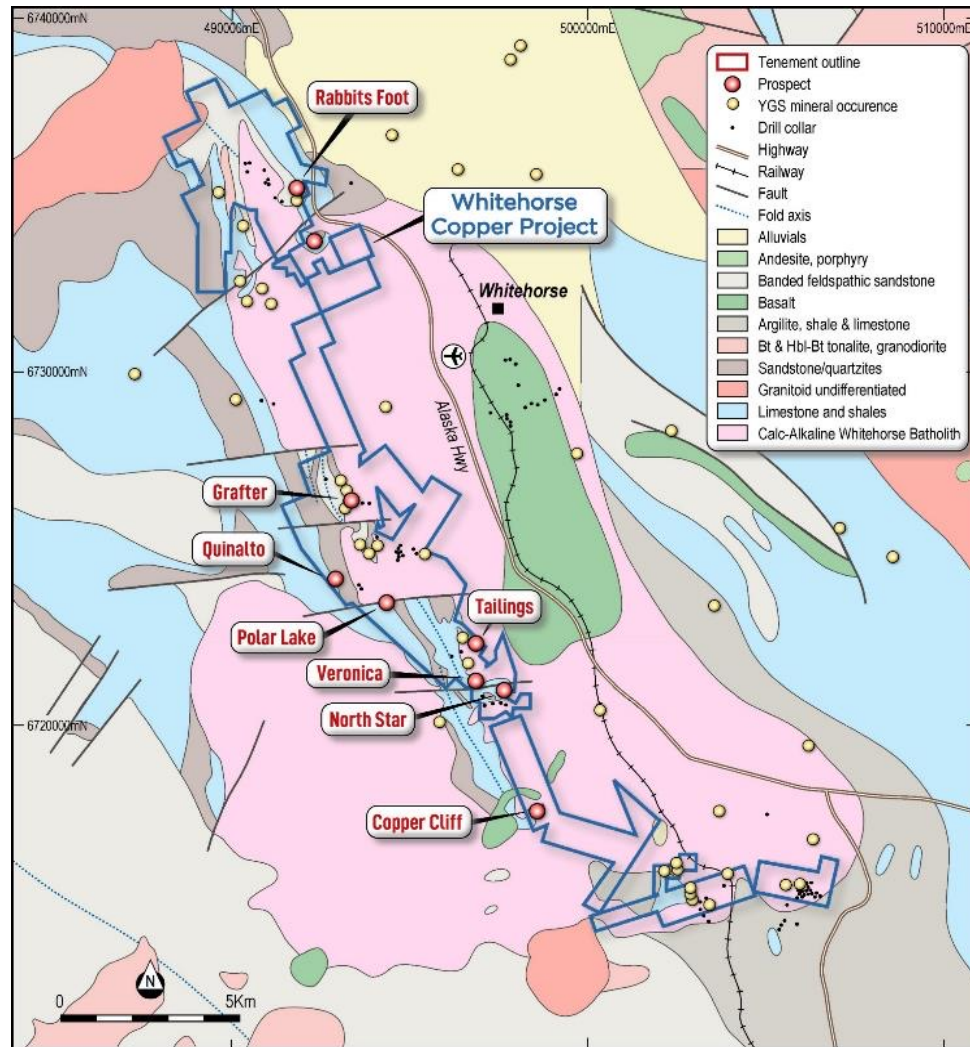 6740000mN
490000mE
500000mE
510000mE
Tenement outline
Prospect
YGS mineral occurence
Drill collar
Highway
Railway
Fault
Fold axis
Alluvials
Andesite, porphyry
Banded feldspathic sandstone
Basalt
Argilite, shale & limestone
Bt & Hbl-Bt tonalite, granodiorite
Sandstone/quartzites
Granitoid undifferentiated
Limestone and shales
Calc-Alkaline Whitehorse Batholith
Rabbits Foot
Whitehorse
Copper Project
Whitehorse
6730000mN
Alaska Hwy
Grafter
Quinalto
Polar Lake
Tailings
Veronica
North Star
6720000mN
Copper Cliff
N
0
5Km